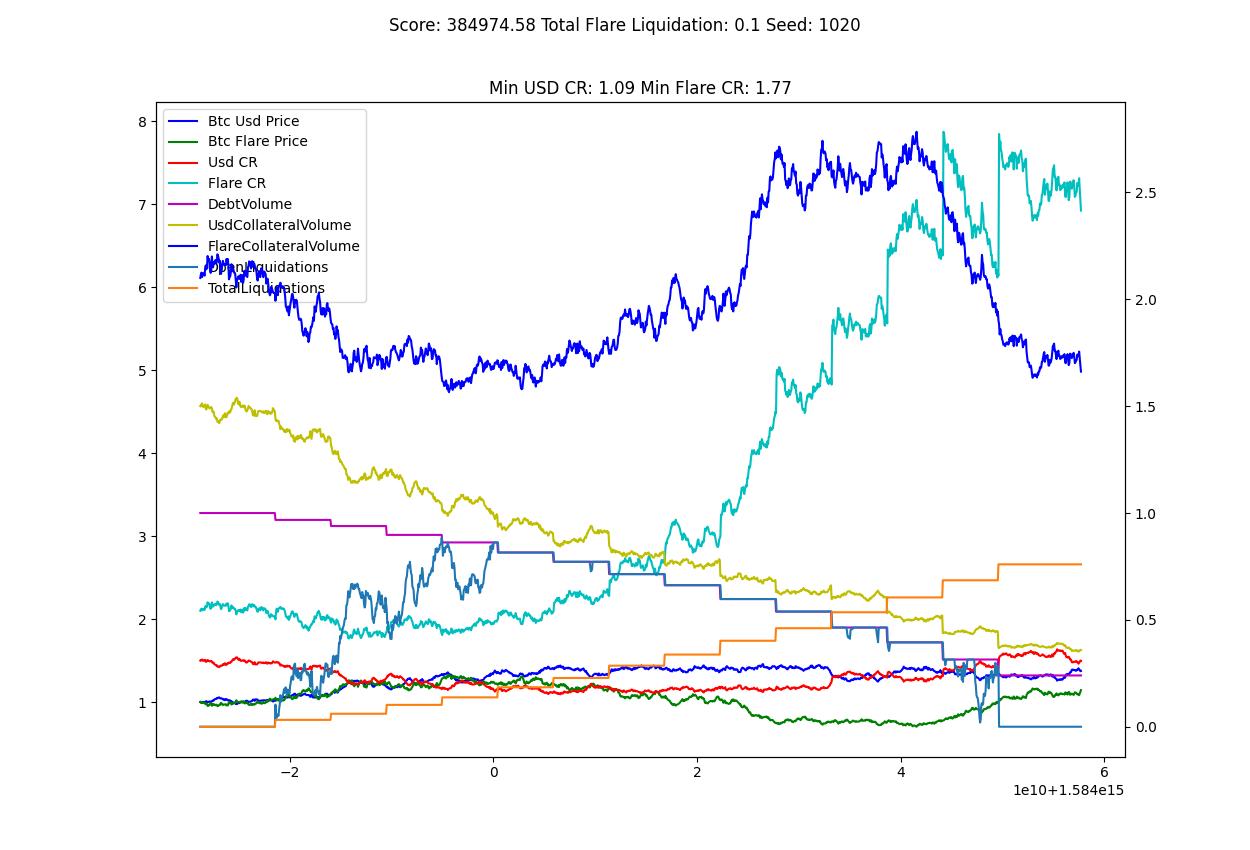 Score: 384974.58 Total Flare Liquidation: 0.1 Seed: 1020
Min USD CR: 1.09 Min Flare CR: 1.77
Btc Usd Price
Btc Flare Price
Usd CR
Flare CR
DebtVolume
UsdCollateralVolume
FlareCollateralVolume
OpenLiquidations
TotalLiquidations
8
7
6
5
4
3
2
1
2.5
2.0
1.5
1.0
0.5
0.0
−2
0
2
4
6
1e10+1.584e15